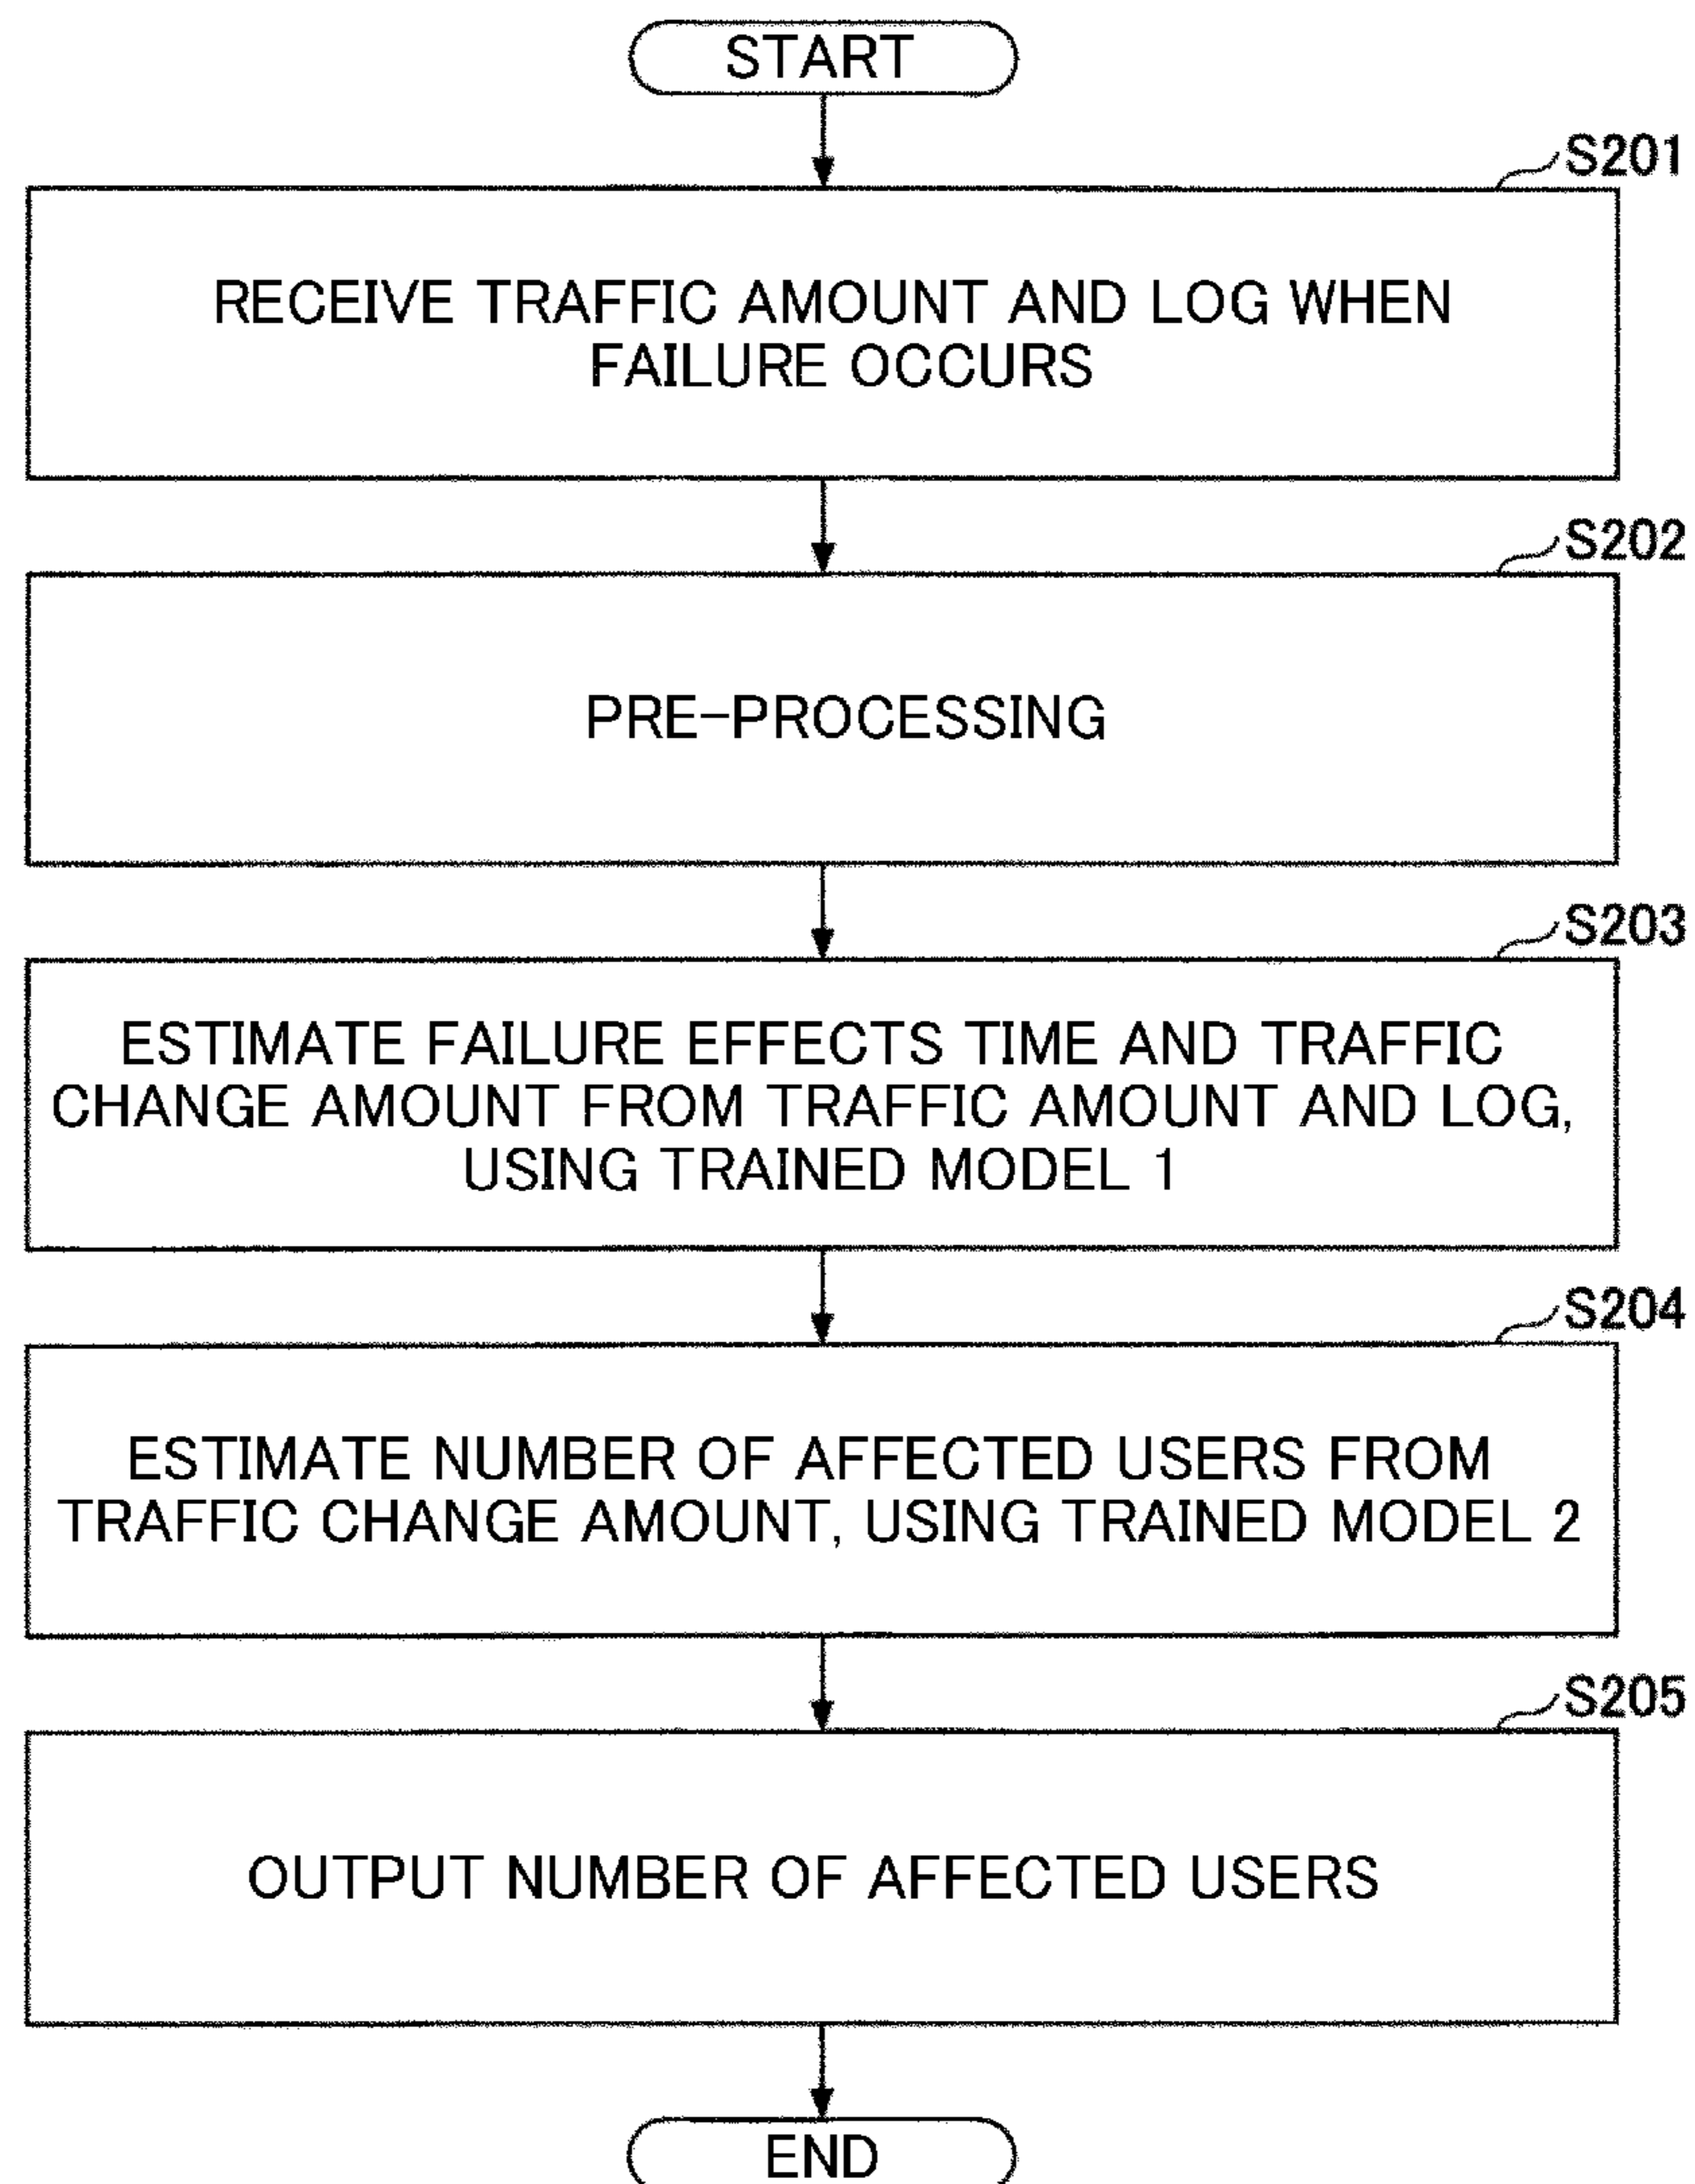 START
S201
RECEIVE TRAFFIC AMOUNT AND LOG WHEN
FAILURE OCCURS
S202
PRE-PROCESSING
S203
ESTIMATE FAILURE EFFECTS TIME AND TRAFFIC
CHANGE AMOUNT FROM TRAFFIC AMOUNT AND LOG,
USING TRAINED MODEL 1
S204
ESTIMATE NUMBER OF AFFECTED USERS FROM
TRAFFIC CHANGE AMOUNT, USING TRAINED MODEL 2
S205
OUTPUT NUMBER OF AFFECTED USERS
END